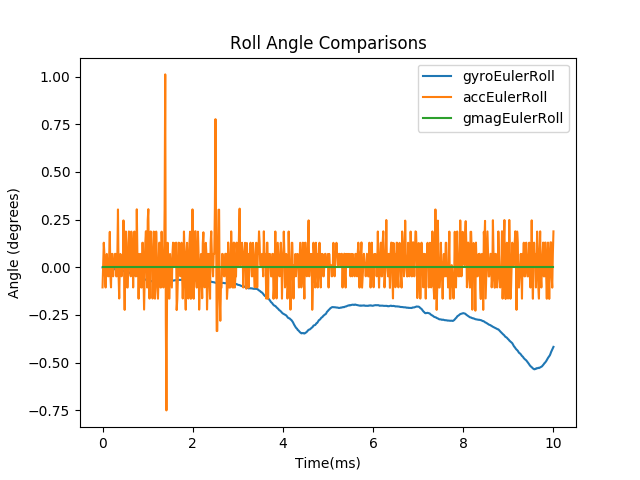 Roll Angle Comparisons
gyroEulerRoll
accEulerRoll
gmagEulerRoll
Angle (degrees)
1.00
0.75
0.50
0.25
0.00
−0.25
−0.50
−0.75
0
2
4
6
8
10
Time(ms)